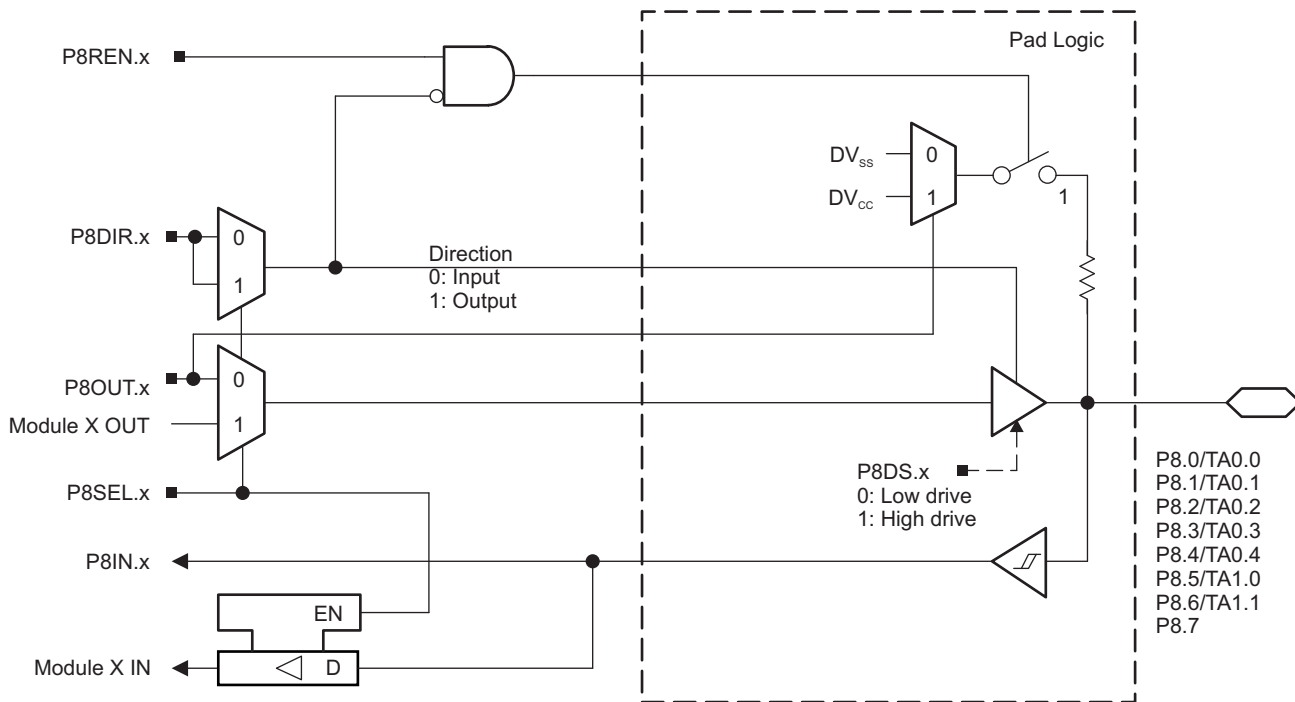 Pad Logic
P8REN.x
DVss
0
DVcc
1
1
P8DIR.x
0
1
Direction
0: Input
1: Output
P8OUT.x
0
Module X OUT
1
P8SEL.x
P8DS.x
0: Low drive
1: High drive
P8.0/TA0.0
P8.1/TA0.1
P8.2/TA0.2
P8.3/TA0.3
P8.4/TA0.4
P8.5/TA1.0
P8.6/TA1.1
P8.7
P8IN.x
EN
Module X IN
D